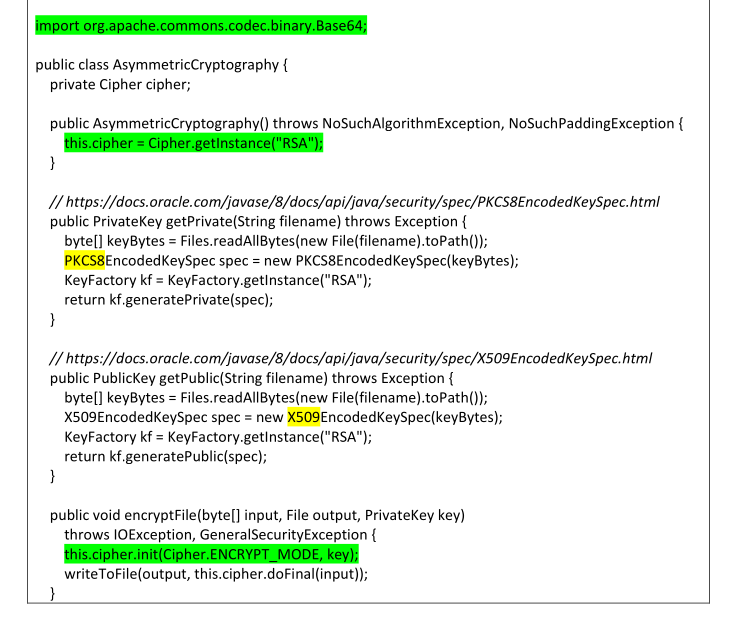 import org.apache.commons.codec.binary.Base64;
public class AsymmetricCryptography {
private Cipher cipher;
public AsymmetricCryptography() throws NoSuchAlgorithmException, NoSuchPaddingException {
this.cipher = Cipher.getInstance("RSA");
}
// https://docs.oracle.com/javase/8/docs/api/java/security/spec/PKCS8EncodedKeySpec.html
public PrivateKey getPrivate(String filename) throws Exception {
byte[] keyBytes = Files.readAllBytes(new File(filename).toPath());
PKCS8EncodedKeySpec spec = new PKCS8EncodedKeySpec(keyBytes);
KeyFactory kf = KeyFactory.getInstance("RSA");
return kf.generatePrivate(spec);
}
// https://docs.oracle.com/javase/8/docs/api/java/security/spec/X509EncodedKeySpec.html
public PublicKey getPublic(String filename) throws Exception {
byte[] keyBytes = Files.readAllBytes(new File(filename).toPath());
X509EncodedKeySpec spec = new X509EncodedKeySpec(keyBytes);
KeyFactory kf = KeyFactory.getInstance("RSA");
return kf.generatePublic(spec);
}
public void encryptFile(byte[] input, File output, PrivateKey key)
throws IOException, GeneralSecurityException {
this.cipher.init(Cipher.ENCRYPT_MODE, key);
writeToFile(output, this.cipher.doFinal(input));
}